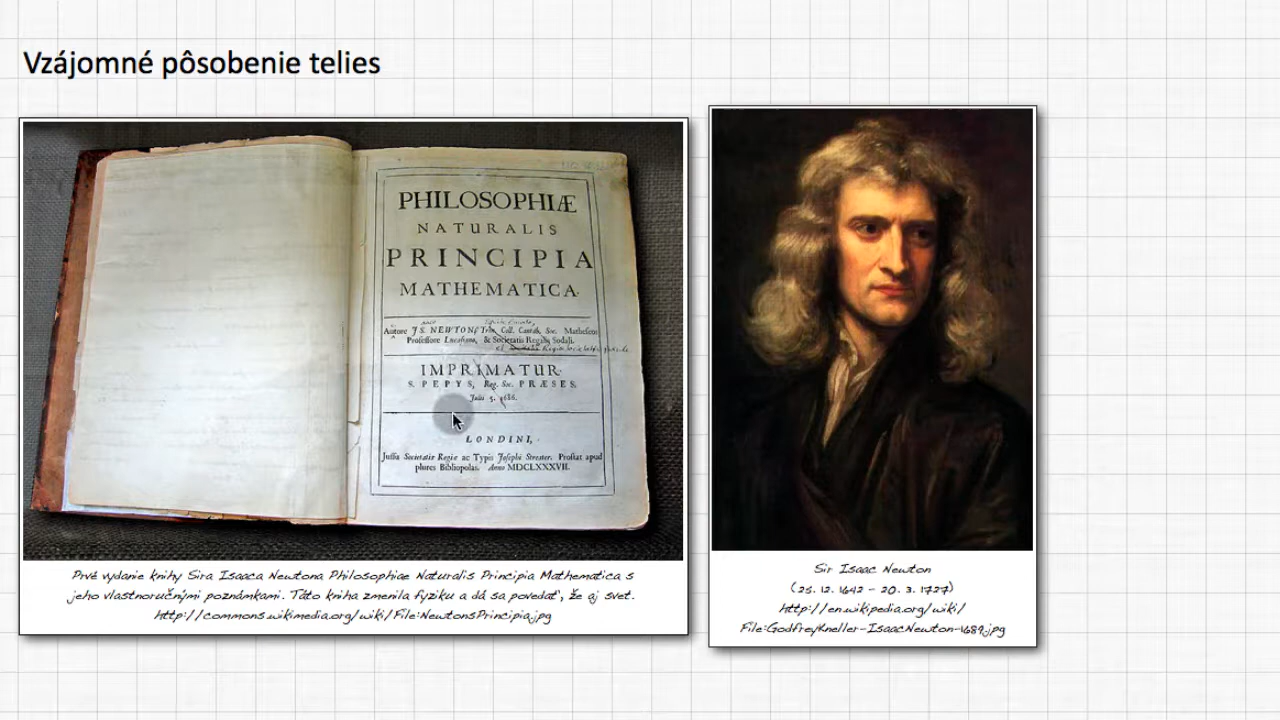 Vzájomné pôsobenie telies
PHILOSOPHIÆ
NATURALIS
PRINCIPIA
MATHEMATICA
Autore J S. NEWTON, Trin. Coll. Cantab. Soc. Matheseos
Professore Lucasiano, & Societatis Regalis Sodali.
IMPRIMATUR
S. PEPYS, Reg. Soc. PRÆSES.
Julii 5. 1686.
LONDINI,
Jussu Societatis Regiæ ac Typis Josephi Streater. Prostat apud
plures Bibliopolas. Anno MDCLXXXVII.
Prvé vydanie knihy Sira Isaaca Newtona Philosophiae Naturalis Principia Mathematica s
jeho vlastnoručnými poznámkami. Táto kniha zmenila fyziku a dá sa povedať, že aj svet.
http://commons.wikimedia.org/wiki/File:NewtonsPrincipia.jpg
Sir Isaac Newton
(25. 12. 1642 - 20. 3. 1727)
http://en.wikipedia.org/wiki/
File:GodfreyKneller-IsaacNewton-1689.jpg